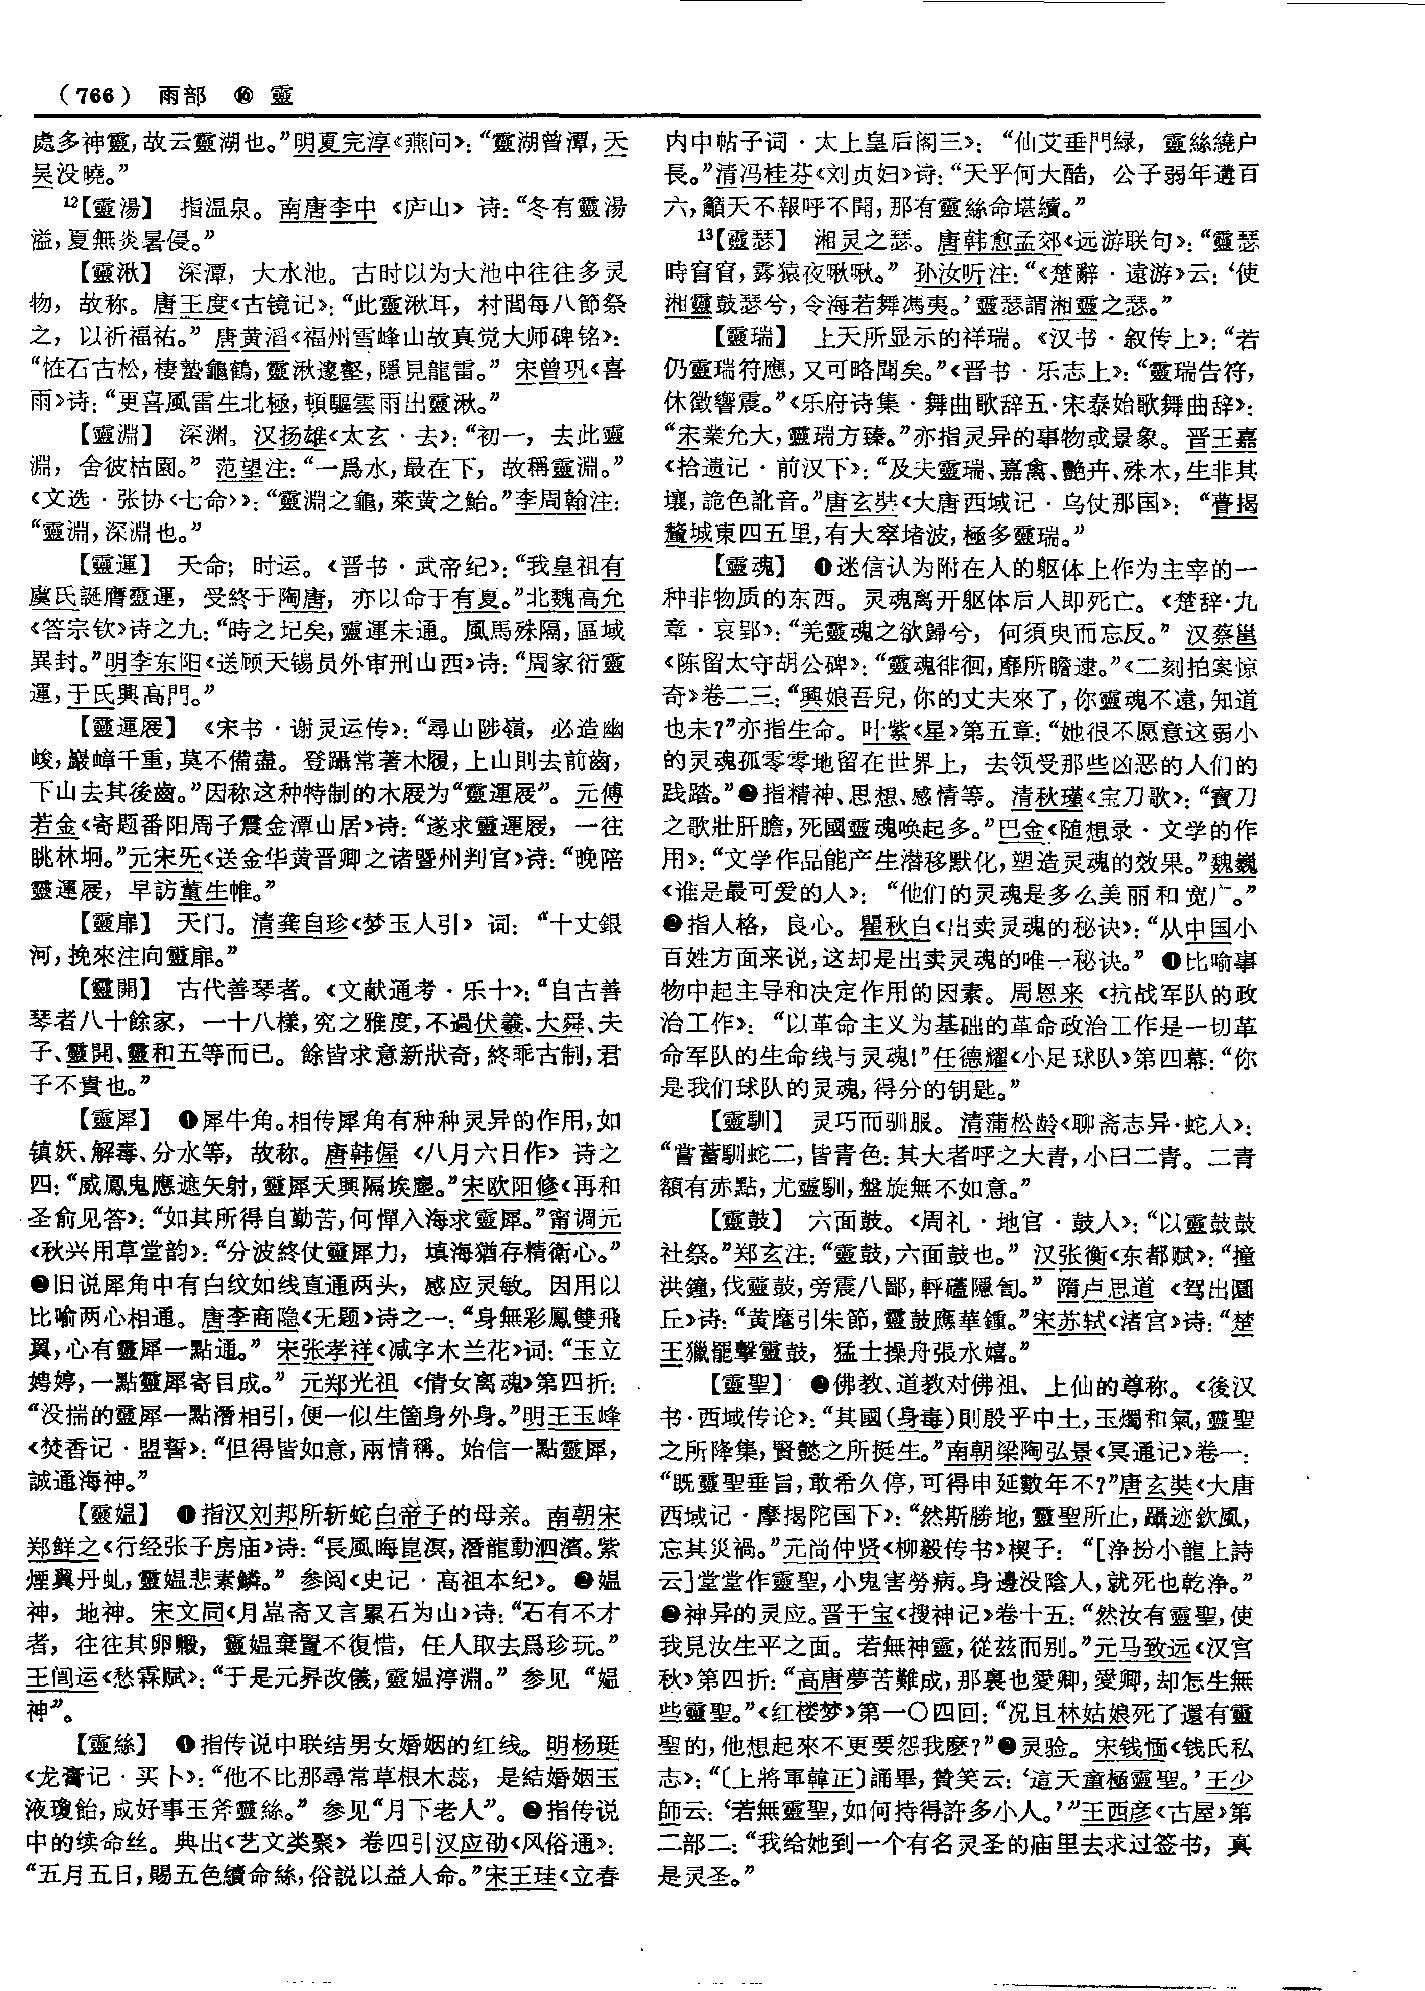 （766） 雨部 ⑯ 靈
處多神靈，故云靈湖也。”明夏完淳《燕问》：“靈湖曾潭，天
吴没曉。”
12【靈湯】 指温泉。南唐李中《庐山》诗：“冬有靈湯
溢，夏無炎暑侵。”
【靈湫】 深潭，大水池。古时以为大池中往往多灵
物，故称。唐王度《古镜记》：“此靈湫耳，村閭每八節祭
之，以祈福祐。”唐黄滔《福州雪峰山故真觉大师碑铭》：
“恠石古松，棲蟄龜鶴，靈湫邃壑，隱見龍雷。”宋曾巩《喜
雨》诗：“更喜風雷生北極，頓驅雲雨出靈湫。”
【靈淵】 深渊。汉扬雄《太玄·去》：“初一，去此靈
淵，舍彼枯園。”范望注：“一爲水，最在下，故稱靈淵。”
《文选·张协〈七命〉》：“靈淵之龜，萊黄之鮐。”李周翰注：
“靈淵，深淵也。”
【靈運】 天命；时运。《晋书·武帝纪》：“我皇祖有
虞氏誕膺靈運，受終于陶唐，亦以命于有夏。”北魏高允
《答宗钦》诗之九：“時之圮矣，靈運未通。風馬殊隔，區域
異封。”明李东阳《送顾天锡员外审刑山西》诗：“周家衍靈
運，于氏興高門。”
【靈運屐】 《宋书·谢灵运传》：“尋山陟嶺，必造幽
峻，巖嶂千重，莫不備盡。登躡常著木履，上山則去前齒，
下山去其後齒。”因称这种特制的木屐为“靈運屐”。元傅
若金《寄题番阳周子震金潭山居》诗：“遂求靈運屐，一往
眺林坰。”元宋旡《送金华黄晋卿之诸暨州判官》诗：“晚陪
靈運屐，早訪董生帷。”
【靈扉】 天门。清龚自珍《梦玉人引》词：“十丈銀
河，挽來注向靈扉。”
【靈開】 古代善琴者。《文献通考·乐十》：“自古善
琴者八十餘家，一十八樣，究之雅度，不過伏羲、大舜、夫
子、靈開、靈和五等而已。餘皆求意新狀奇，終乖古制，君
子不貴也。”
【靈犀】 ❶犀牛角。相传犀角有种种灵异的作用，如
镇妖、解毒、分水等，故称。唐韩偓《八月六日作》诗之
四：“威鳳鬼應遮矢射，靈犀天與隔埃塵。”宋欧阳修《再和
圣俞见答》：“如其所得自勤苦，何憚入海求靈犀。”甯调元
《秋兴用草堂韵》：“分波終仗靈犀力，填海猶存精衛心。”
❷旧说犀角中有白纹如线直通两头，感应灵敏。因用以
比喻两心相通。唐李商隐《无题》诗之一：“身無彩鳳雙飛
翼，心有靈犀一點通。”宋张孝祥《减字木兰花》词：“玉立
娉婷，一點靈犀寄目成。”元郑光祖《倩女离魂》第四折：
“没揣的靈犀一點潛相引，便一似生箇身外身。”明王玉峰
《焚香记·盟誓》：“但得皆如意，兩情稱。始信一點靈犀，
誠通海神。”
【靈媪】 ❶指汉刘邦所斩蛇白帝子的母亲。南朝宋
郑鲜之《行经张子房庙》诗：“長風晦崑溟，潛龍動泗濱。紫
煙翼丹虬，靈媪悲素鱗。”参阅《史记·高祖本纪》。❷媪
神，地神。宋文同《月嵓斋又言累石为山》诗：“石有不才
者，往往其卵毈，靈媪棄置不復惜，任人取去爲珍玩。”
王闿运《愁霖赋》：“于是元昇改儀，靈媪渟淵。”参见“媪
神”。
【靈絲】 ❶指传说中联结男女婚姻的红线。明杨珽
《龙膏记·买卜》：“他不比那尋常草根木蕊，是結婚姻玉
液瓊飴，成好事玉斧靈絲。”参见“月下老人”。❷指传说
中的续命丝。典出《艺文类聚》卷四引汉应劭《风俗通》：
“五月五日，賜五色續命絲，俗説以益人命。”宋王珪《立春
内中帖子词·太上皇后阁三》：“仙艾垂門緑，靈絲繞户
長。”清冯桂芬《刘贞妇》诗：“天乎何大酷，公子弱年遘百
六，籲天不報呼不聞，那有靈絲命堪續。”
13【靈瑟】 湘灵之瑟。唐韩愈孟郊《远游联句》：“靈瑟
時窅窅，霠猿夜啾啾。”孙汝听注：“《楚辭·遠游》云：‘使
湘靈鼓瑟兮，令海若舞馮夷。’靈瑟謂湘靈之瑟。”
【靈瑞】 上天所显示的祥瑞。《汉书·叙传上》：“若
仍靈瑞符應，又可略聞矣。”《晋书·乐志上》：“靈瑞告符，
休徵響震。”《乐府诗集·舞曲歌辞五·宋泰始歌舞曲辞》：
“宋業允大，靈瑞方臻。”亦指灵异的事物或景象。晋王嘉
《拾遗记·前汉下》：“及夫靈瑞、嘉禽、艷卉、殊木，生非其
壤，詭色訛音。”唐玄奘《大唐西域记·乌仗那国》：“瞢揭
釐城東四五里，有大窣堵波，極多靈瑞。”
【靈魂】 ❶迷信认为附在人的躯体上作为主宰的一
种非物质的东西。灵魂离开躯体后人即死亡。《楚辞·九
章·哀郢》：“羌靈魂之欲歸兮，何須臾而忘反。”汉蔡邕
《陈留太守胡公碑》：“靈魂徘徊，靡所瞻逮。”《二刻拍案惊
奇》卷二三：“興娘吾兒，你的丈夫來了，你靈魂不遠，知道
也未？”亦指生命。叶紫《星》第五章：“她很不愿意这弱小
的灵魂孤零零地留在世界上，去领受那些凶恶的人们的
践踏。”❷指精神、思想、感情等。清秋瑾《宝刀歌》：“寳刀
之歌壯肝膽，死國靈魂唤起多。”巴金《随想录·文学的作
用》：“文学作品能产生潜移默化，塑造灵魂的效果。”魏巍
《谁是最可爱的人》：“他们的灵魂是多么美丽和宽广。”
❸指人格，良心。瞿秋白《出卖灵魂的秘诀》：“从中国小
百姓方面来说，这却是出卖灵魂的唯一秘诀。”❹比喻事
物中起主导和决定作用的因素。周恩来《抗战军队的政
治工作》：“以革命主义为基础的革命政治工作是一切革
命军队的生命线与灵魂！”任德耀《小足球队》第四幕：“你
是我们球队的灵魂，得分的钥匙。”
【靈馴】 灵巧而驯服。清蒲松龄《聊斋志异·蛇人》：
“嘗蓄馴蛇二，皆青色：其大者呼之大青，小曰二青。二青
額有赤點，尤靈馴，盤旋無不如意。”
【靈鼓】 六面鼓。《周礼·地官·鼓人》：“以靈鼓鼓
社祭。”郑玄注：“靈鼓，六面鼓也。”汉张衡《东都赋》：“撞
洪鐘，伐靈鼓，旁震八鄙，軯礚隱訇。”隋卢思道《驾出圜
丘》诗：“黄麾引朱節，靈鼓應華鍾。”宋苏轼《渚宫》诗：“楚
王獵罷擊靈鼓，猛士操舟張水嬉。”
【靈聖】 ❶佛教、道教对佛祖、上仙的尊称。《後汉
书·西域传论》：“其國（身毒）則殷乎中土，玉燭和氣，靈聖
之所降集，賢懿之所挺生。”南朝梁陶弘景《冥通记》卷一：
“既靈聖垂旨，敢希久停，可得申延數年不？”唐玄奘《大唐
西域记·摩揭陀国下》：“然斯勝地，靈聖所止，躡迹欽風，
忘其災禍。”元尚仲贤《柳毅传书》楔子：“［净扮小龍上詩
云］堂堂作靈聖，小鬼害勞病。身邊没陰人，就死也乾净。”
❷神异的灵应。晋干宝《搜神记》卷十五：“然汝有靈聖，使
我見汝生平之面。若無神靈，從兹而别。”元马致远《汉宫
秋》第四折：“高唐夢苦難成，那裏也愛卿，愛卿，却怎生無
些靈聖。”《红楼梦》第一〇四回：“况且林姑娘死了還有靈
聖的，他想起來不更要怨我麽？”❸灵验。宋钱愐《钱氏私
志》：“〔上將軍韓正〕誦畢，贊笑云：‘這天童極靈聖。’王少
師云：‘若無靈聖，如何持得許多小人。’”王西彦《古屋》第
二部二：“我给她到一个有名灵圣的庙里去求过签书，真
是灵圣。”